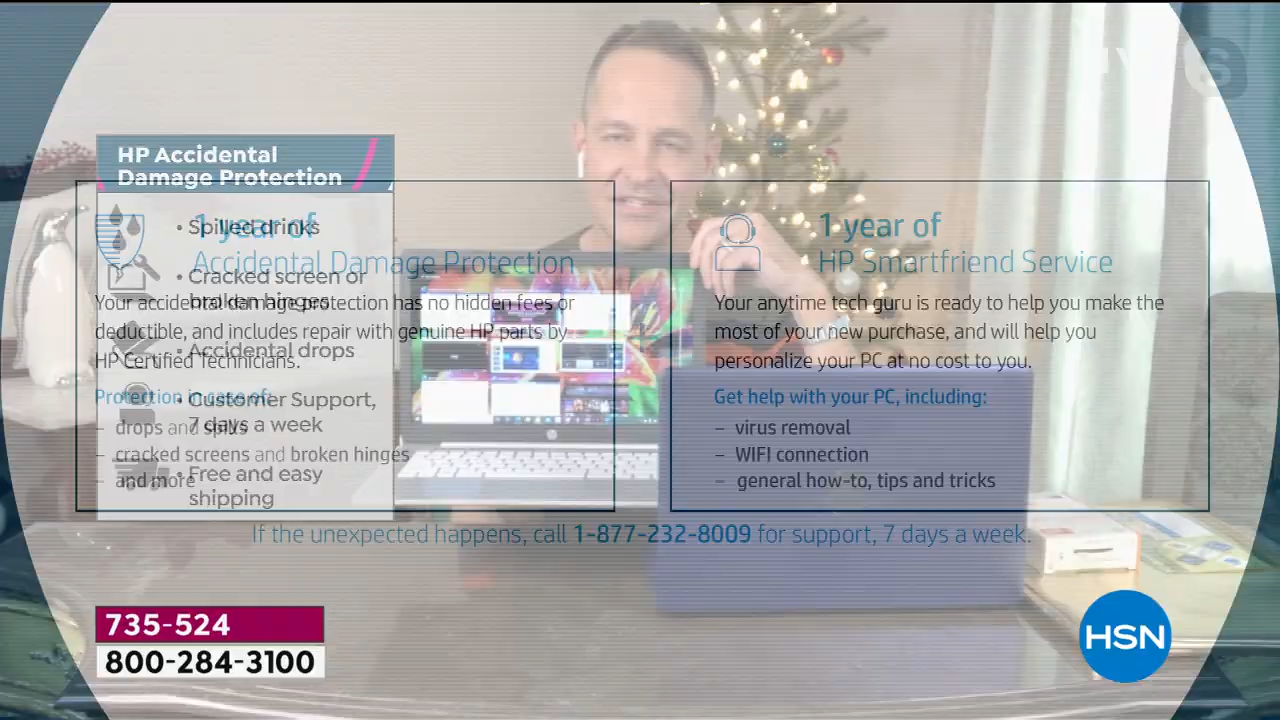 HP Accidental
Damage Protection
• Spilled drinks
• Cracked screen or
broken hinges
• Accidental drops
• Customer Support,
7 days a week
• Free and easy
shipping
1 year of
Accidental Damage Protection
Your accidental damage protection has no hidden fees or
deductible, and includes repair with genuine HP parts by
HP Certified Technicians.
Protection in case of:
– drops and spills
– cracked screens and broken hinges
– and more
1 year of
HP Smartfriend Service
Your anytime tech guru is ready to help you make the
most of your new purchase, and will help you
personalize your PC at no cost to you.
Get help with your PC, including:
– virus removal
– WIFI connection
– general how-to, tips and tricks
If the unexpected happens, call 1-877-232-8009 for support, 7 days a week.
735-524
800-284-3100
HSN